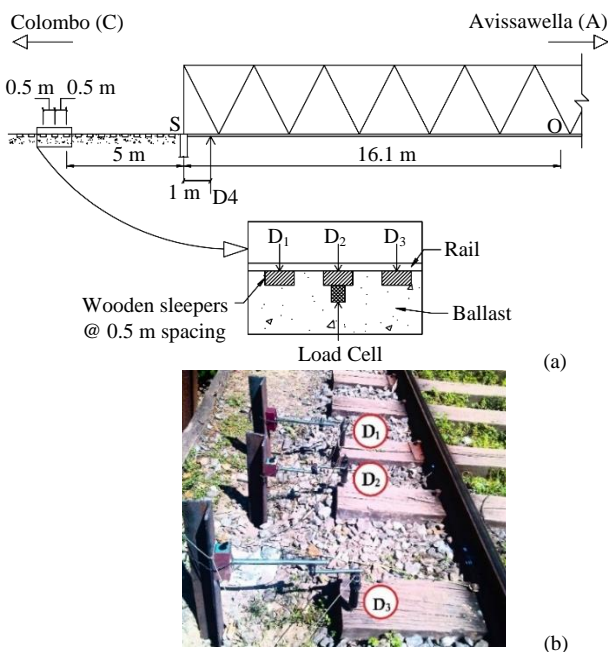 Colombo (C)
Avissawella (A)
0.5 m
0.5 m
S
O
5 m
16.1 m
1 m
D4
D1
D2
D3
Rail
Wooden sleepers
@ 0.5 m spacing
Ballast
Load Cell
(a)
D1
D2
D3
(b)